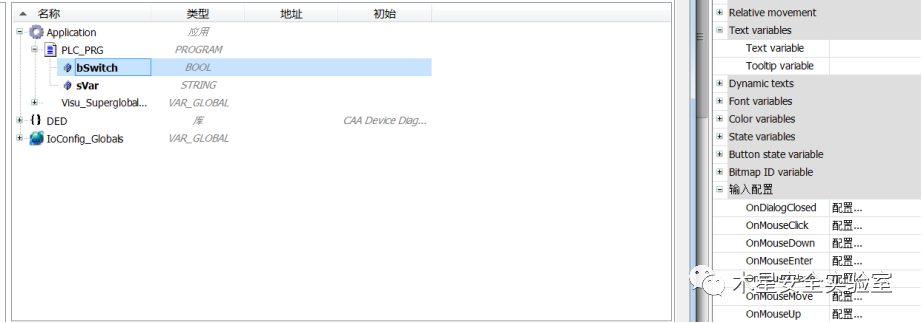 名称 类型 地址 初始
Application 应用
PLC_PRG PROGRAM
bSwitch BOOL
sVar STRING
Visu_Superglobal... VAR_GLOBAL
DED 库 CAA Device Diag...
IoConfig_Globals VAR_GLOBAL
Relative movement
Text variables
Text variable
Tooltip variable
Dynamic texts
Font variables
Color variables
State variables
Button state variable
Bitmap ID variable
输入配置
OnDialogClosed 配置...
OnMouseClick 配置...
OnMouseDown 配置...
OnMouseEnter 配置...
配置...
OnMouseMove 配置...
OnMouseUp 配置...
木星安全实验室